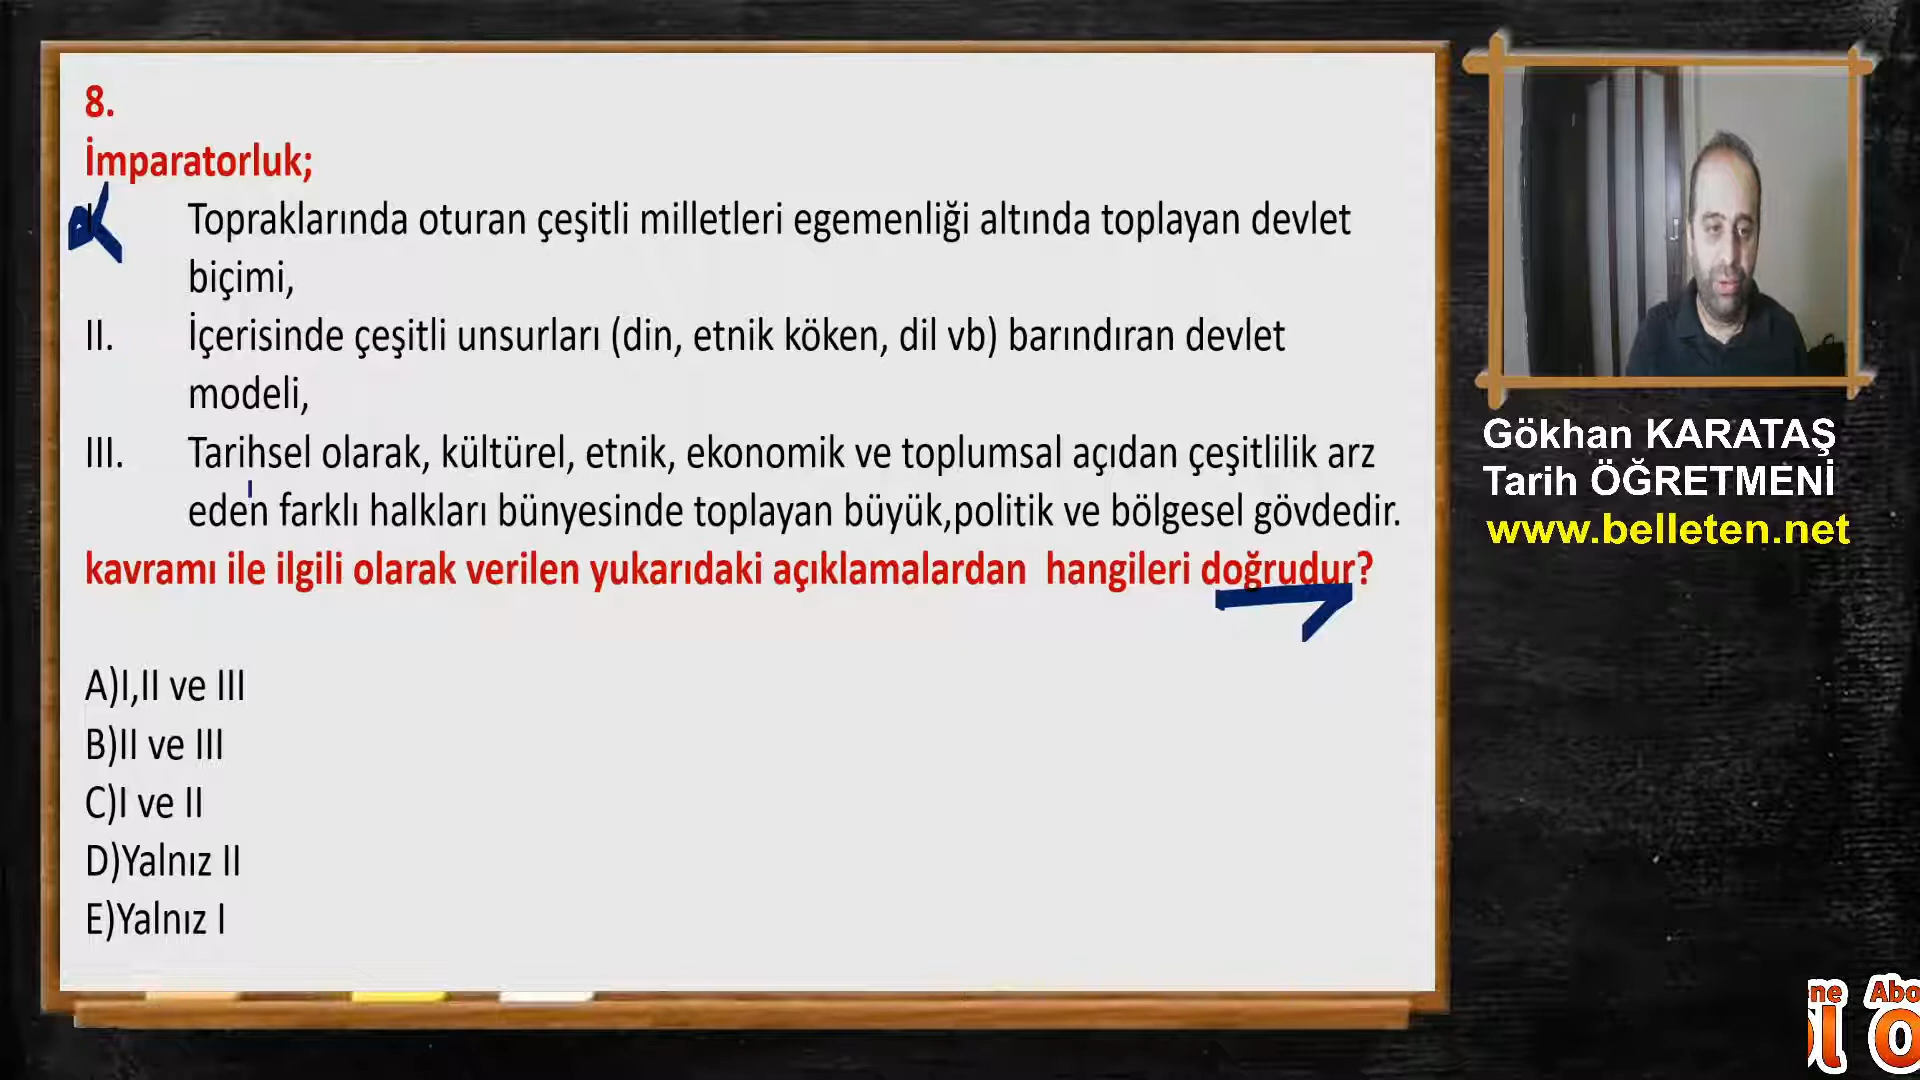 8.
İmparatorluk;
I. Topraklarında oturan çeşitli milletleri egemenliği altında toplayan devlet
biçimi,
II. İçerisinde çeşitli unsurları (din, etnik köken, dil vb) barındıran devlet
modeli,
III. Tarihsel olarak, kültürel, etnik, ekonomik ve toplumsal açıdan çeşitlilik arz
eden farklı halkları bünyesinde toplayan büyük,politik ve bölgesel gövdedir.
kavramı ile ilgili olarak verilen yukarıdaki açıklamalardan hangileri doğrudur?
A)I,II ve III
B)II ve III
C)I ve II
D)Yalnız II
E)Yalnız I
Gökhan KARATAŞ
Tarih ÖĞRETMENİ
www.belleten.net